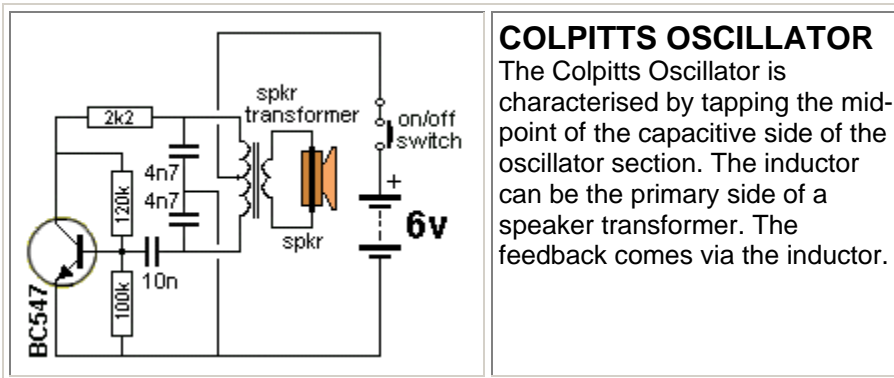 COLPITTS OSCILLATOR
The Colpitts Oscillator is
characterised by tapping the mid-
point of the capacitive side of the
oscillator section. The inductor
can be the primary side of a
speaker transformer. The
feedback comes via the inductor.
2k2
spkr
transformer
on/off
switch
4n7
4n7
120k
+
6v
spkr
10n
100k
BC547